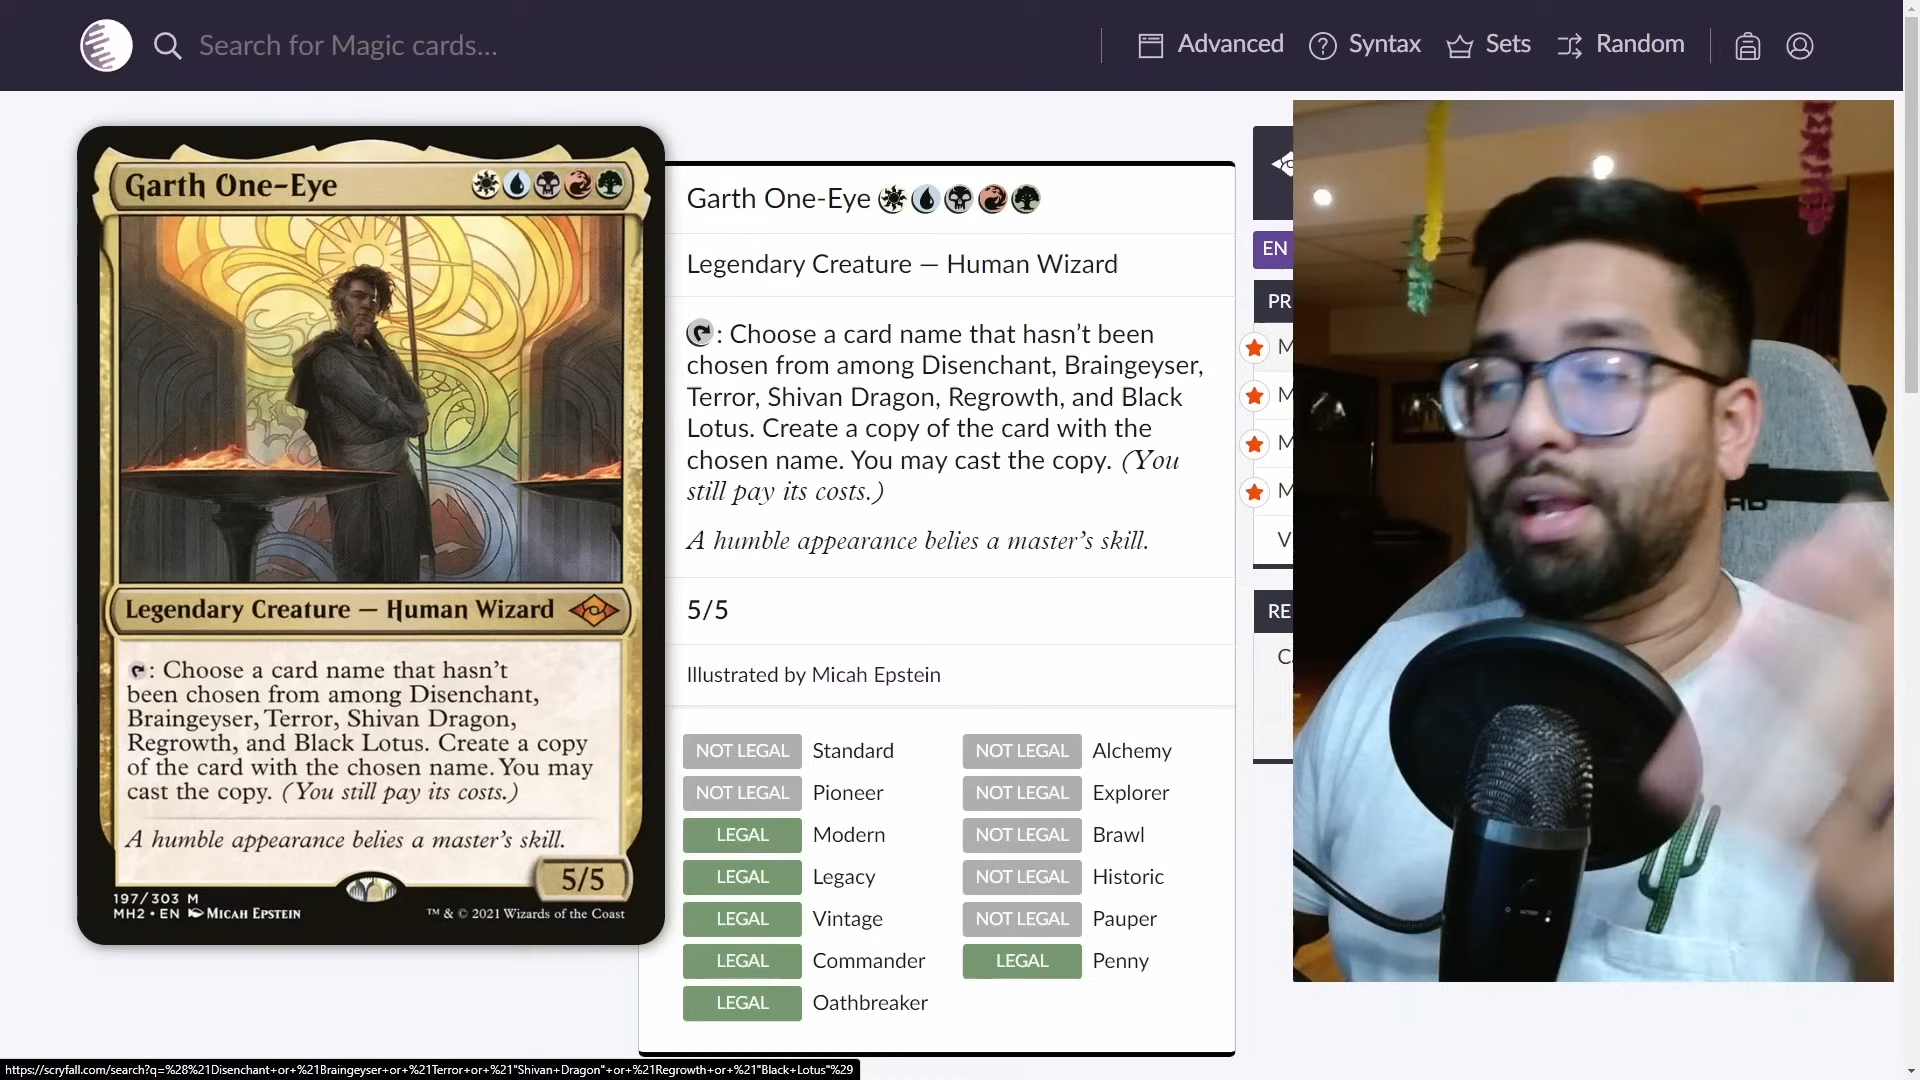 Search for Magic cards...
Advanced
Syntax
Sets
Random
Garth One-Eye
Legendary Creature — Human Wizard
: Choose a card name that hasn't
been chosen from among Disenchant,
Braingeyser, Terror, Shivan Dragon,
Regrowth, and Black Lotus. Create a copy
of the card with the chosen name. You may
cast the copy. (You still pay its costs.)
A humble appearance belies a master's skill.
5/5
197/303 M
MH2 • EN Micah Epstein
™ & © 2021 Wizards of the Coast
Garth One-Eye
Legendary Creature — Human Wizard
: Choose a card name that hasn't been
chosen from among Disenchant, Braingeyser,
Terror, Shivan Dragon, Regrowth, and Black
Lotus. Create a copy of the card with the
chosen name. You may cast the copy. (You
still pay its costs.)
A humble appearance belies a master's skill.
5/5
Illustrated by Micah Epstein
NOT LEGAL Standard NOT LEGAL Alchemy
NOT LEGAL Pioneer NOT LEGAL Explorer
LEGAL Modern NOT LEGAL Brawl
LEGAL Legacy NOT LEGAL Historic
LEGAL Vintage NOT LEGAL Pauper
LEGAL Commander LEGAL Penny
LEGAL Oathbreaker
EN
PR
M
M
M
M
V
RE
C
https://scryfall.com/search?q=%28%21Disenchant+or+%21Braingeyser+or+%21Terror+or+%21"Shivan+Dragon"+or+%21Regrowth+or+%21"Black+Lotus"%29